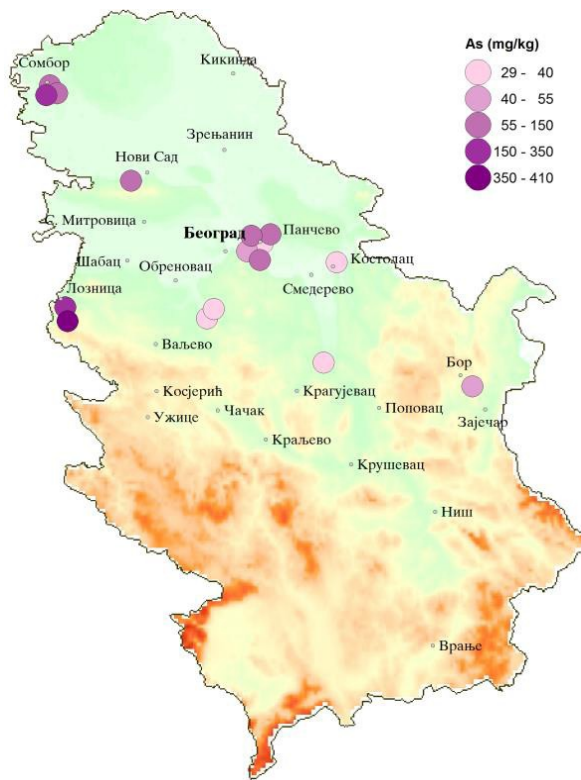 As (mg/kg)
29 - 40
40 - 55
55 - 150
150 - 350
350 - 410
Сомбор
Кикинда
Зрењанин
Нови Сад
С. Митровица
Београд
Панчево
Шабац
Обреновац
Костолац
Смедерево
Лозница
Ваљево
Бор
Косјерић
Крагујевац
Поповац
Ужице
Чачак
Зајечар
Краљево
Крушевац
Ниш
Врање